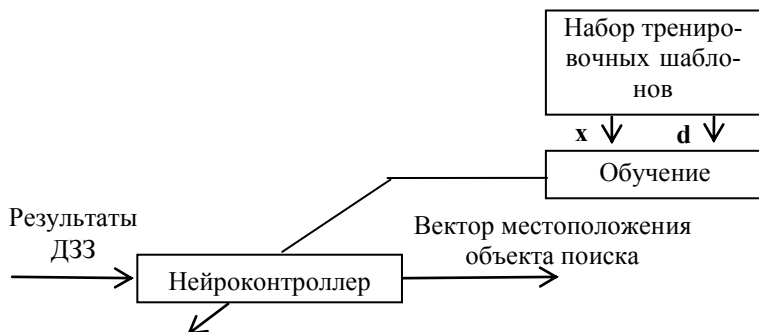 Набор трениро-
вочных шабло-
нов
x d
Обучение
Результаты
ДЗЗ
Вектор местоположения
объекта поиска
Нейроконтроллер